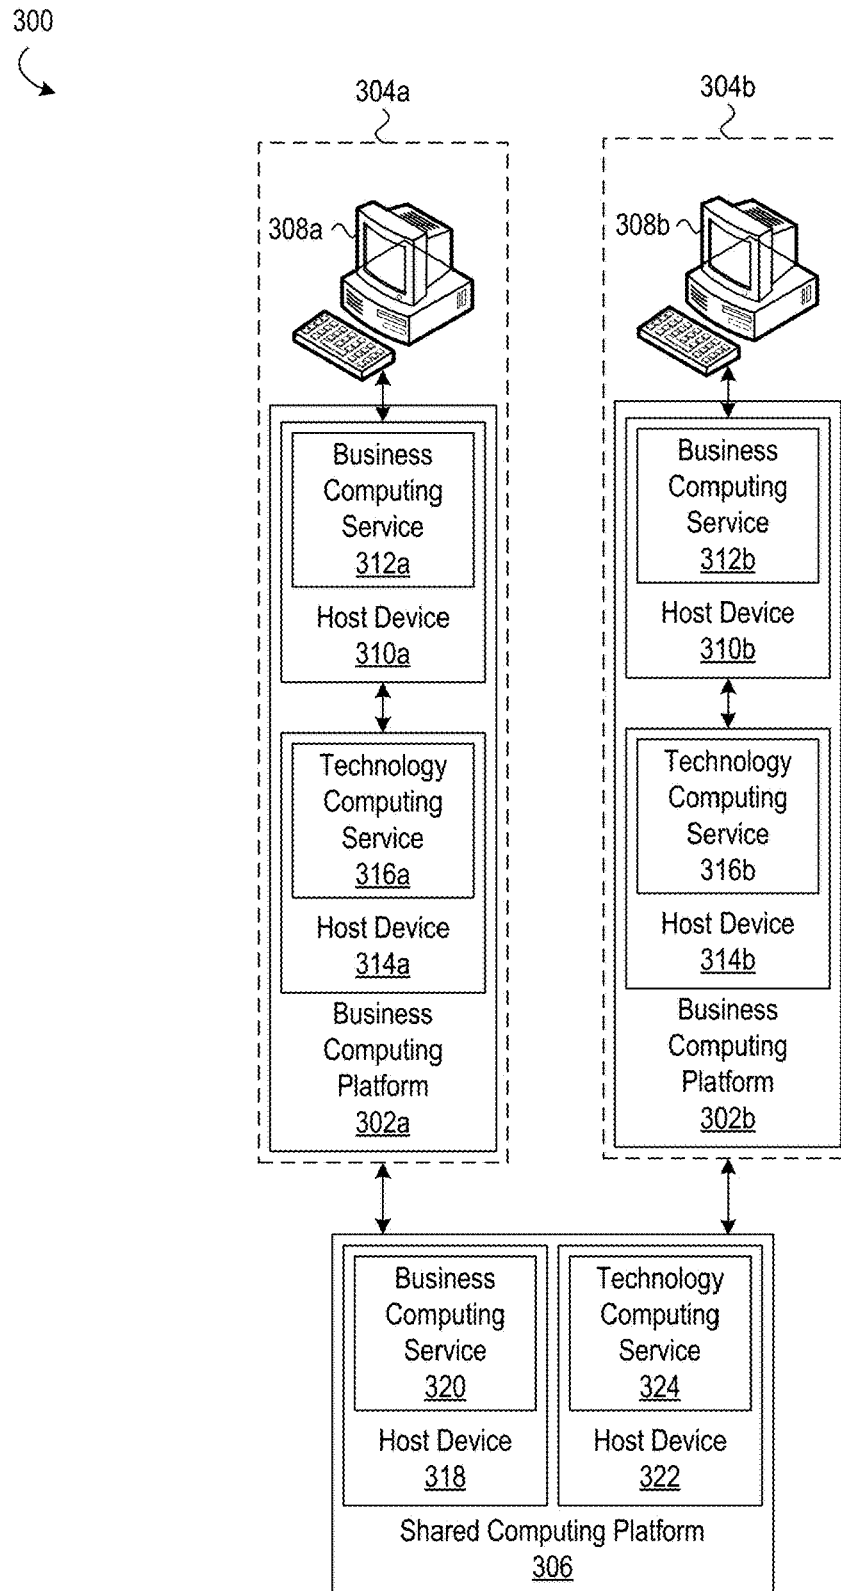 300
304a
304b
308a
308b
Business
Computing
Service
312a
Host Device
310a
Technology
Computing
Service
316a
Host Device
314a
Business
Computing
Platform
302a
Business
Computing
Service
312b
Host Device
310b
Technology
Computing
Service
316b
Host Device
314b
Business
Computing
Platform
302b
Business
Computing
Service
320
Host Device
318
Technology
Computing
Service
324
Host Device
322
Shared Computing Platform
306